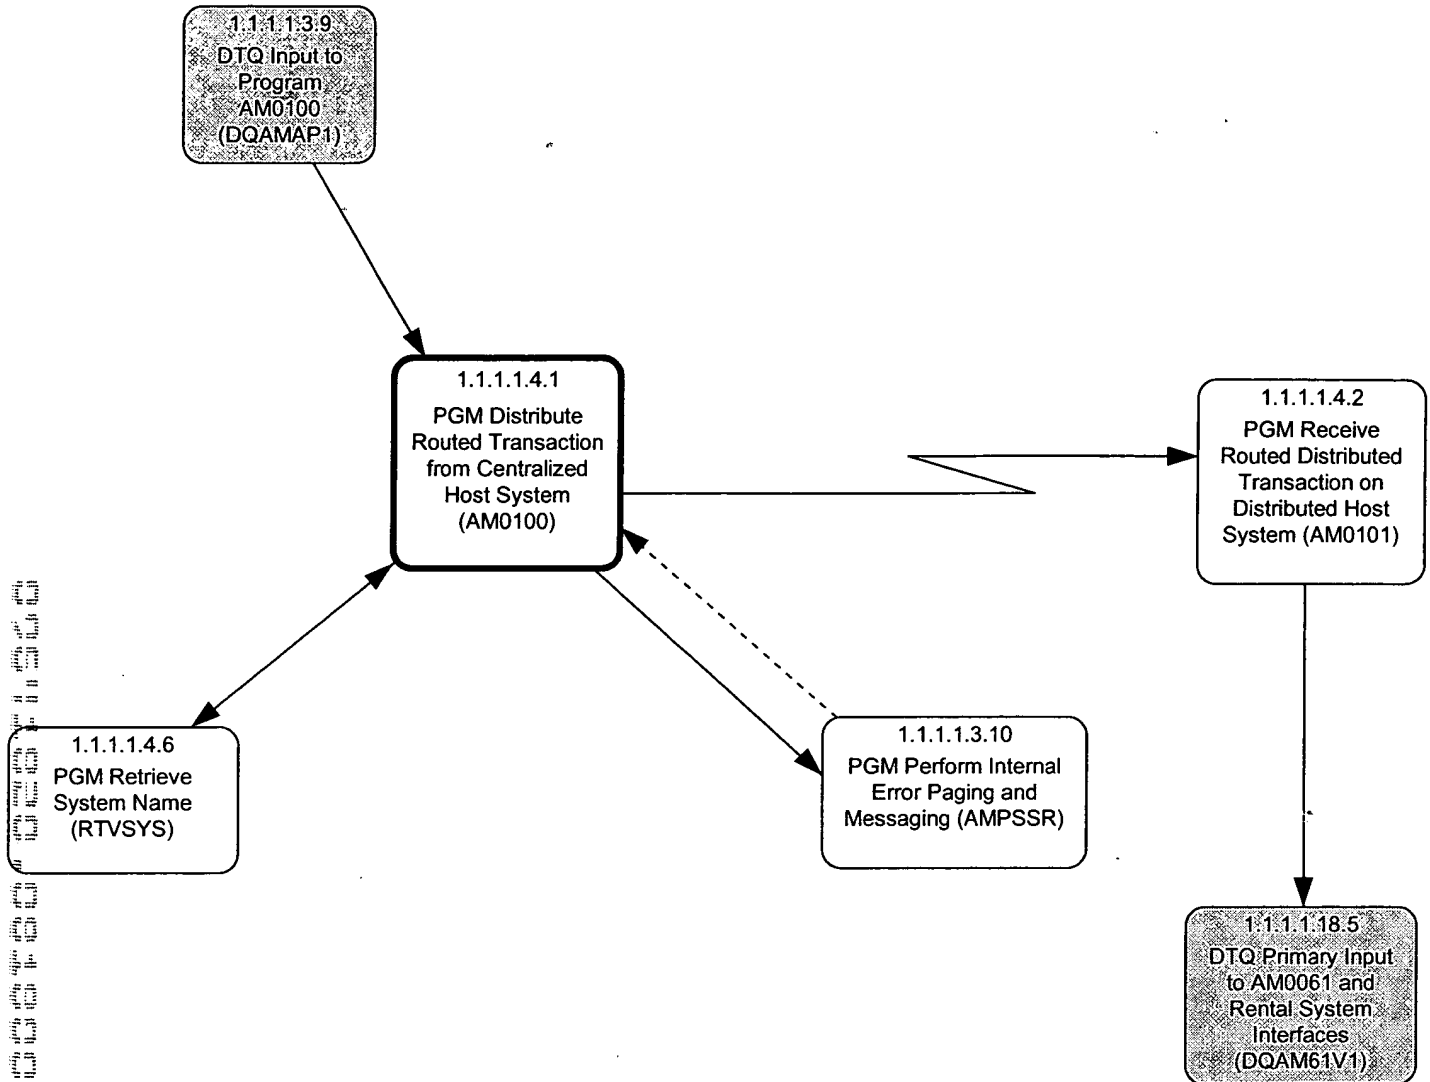 1.1.1.1.3.9
DTQ Input to
Program
AM0100
(DQAMAP1)
1.1.1.1.4.1
PGM Distribute
Routed Transaction
from Centralized
Host System
(AM0100)
1.1.1.1.4.2
PGM Receive
Routed Distributed
Transaction on
Distributed Host
System (AM0101)
1.1.1.1.4.6
PGM Retrieve
System Name
(RTVSYS)
1.1.1.1.3.10
PGM Perform Internal
Error Paging and
Messaging (AMPSSR)
1.1.1.1.18.5
DTQ Primary Input
to AM0061 and
Rental System
Interfaces
(DQAM61V1)